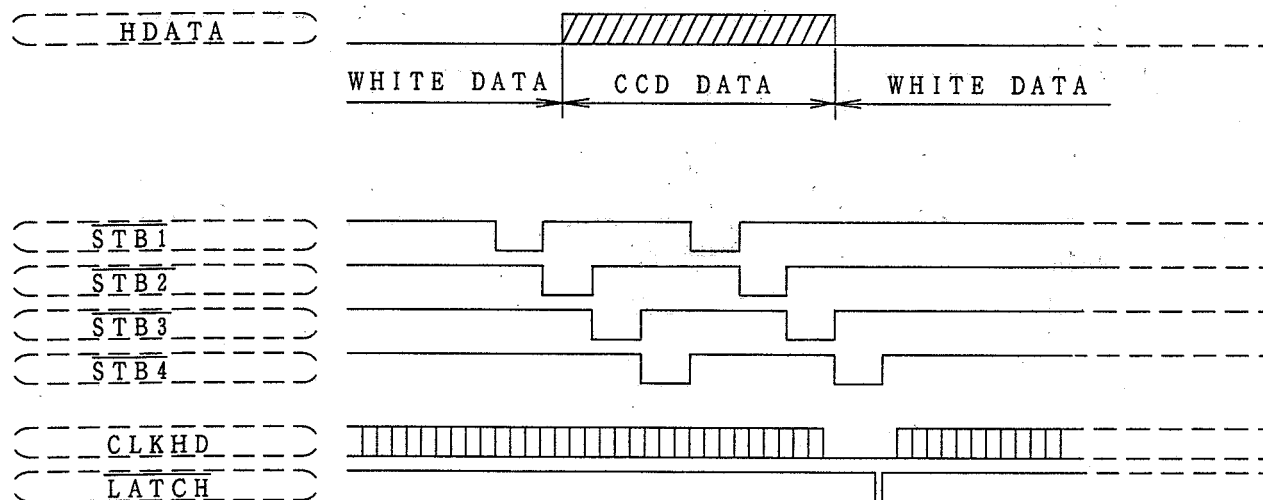 HDATA
WHITE DATA CCD DATA WHITE DATA
STB1
STB2
STB3
STB4
CLKHD
LATCH